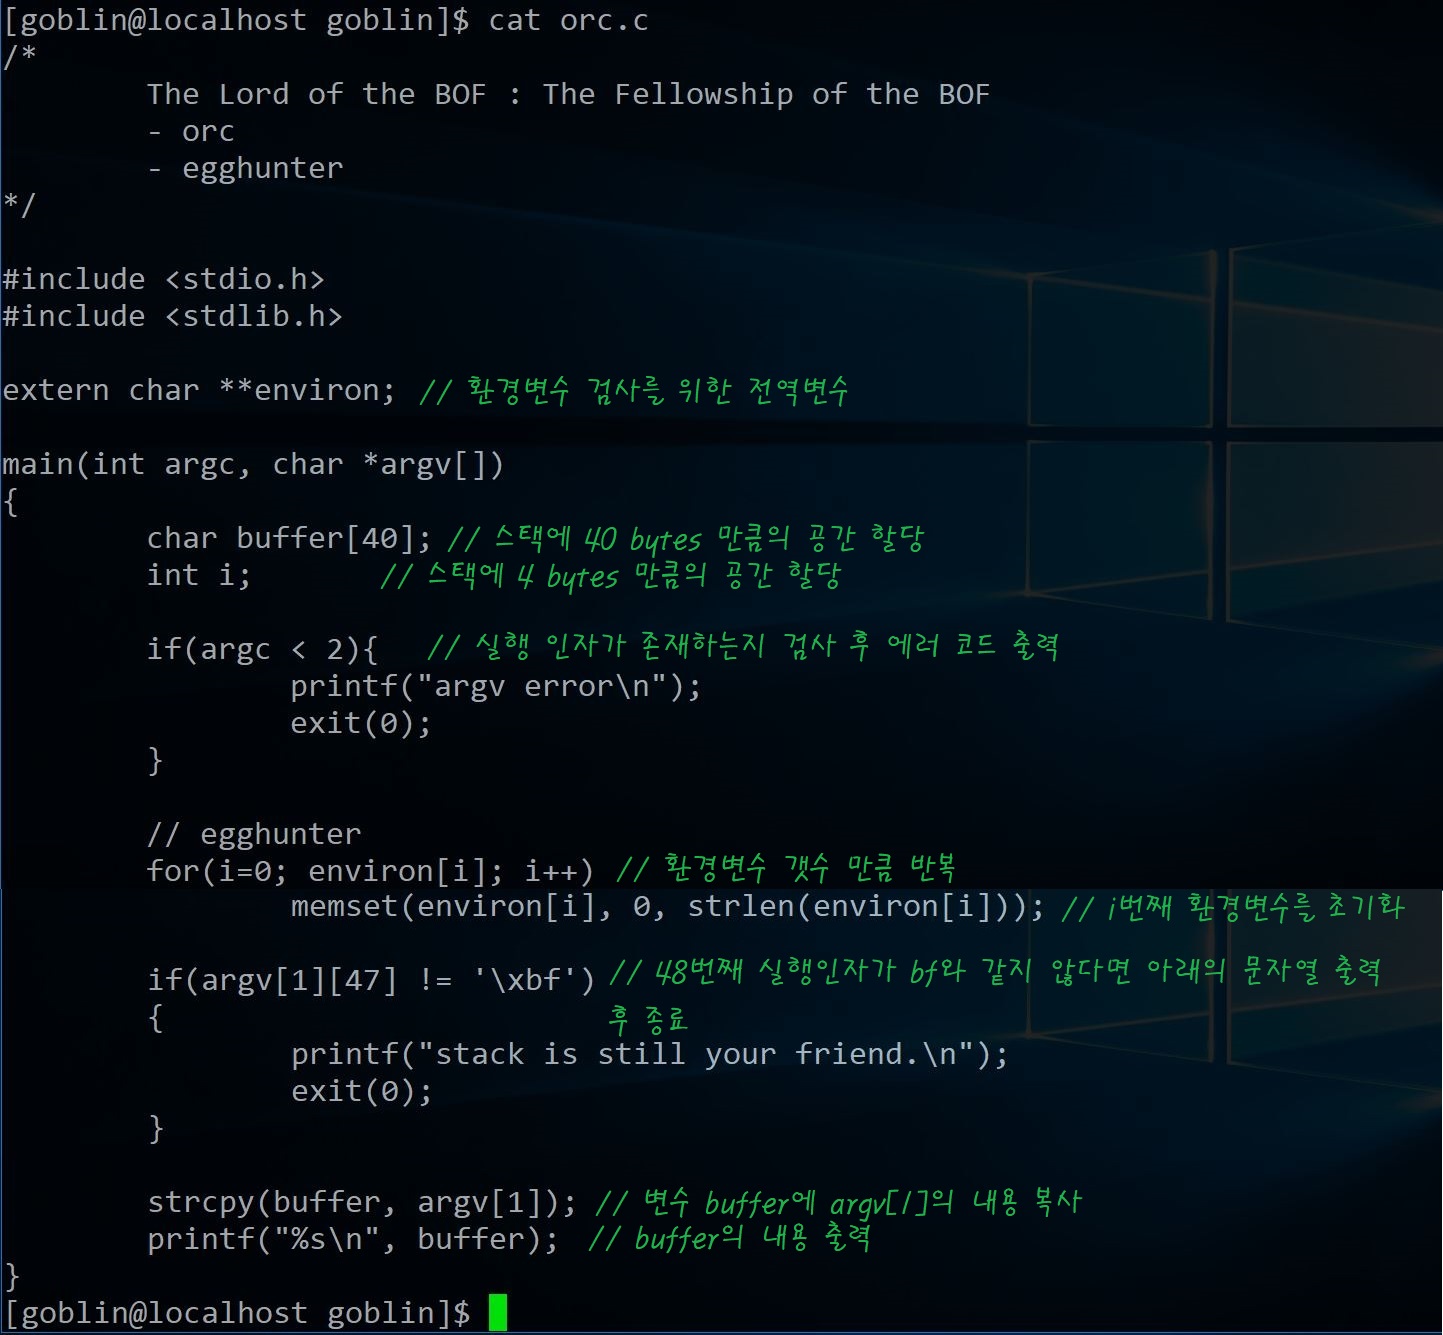 [goblin@localhost goblin]$ cat orc.c
/*
        The Lord of the BOF : The Fellowship of the BOF
        - orc
        - egghunter
*/

#include <stdio.h>
#include <stdlib.h>

extern char **environ; // 환경변수 검사를 위한 전역변수

main(int argc, char *argv[])
{
        char buffer[40]; // 스택에 40 bytes 만큼의 공간 할당
        int i;        // 스택에 4 bytes 만큼의 공간 할당

        if(argc < 2){   // 실행 인자가 존재하는지 검사 후 에러 코드 출력
                printf("argv error\n");
                exit(0);
        }

        // egghunter
        for(i=0; environ[i]; i++) // 환경변수 갯수 만큼 반복
                memset(environ[i], 0, strlen(environ[i])); // i번째 환경변수를 초기화

        if(argv[1][47] != '\xbf') // 48번째 실행인자가 bf와 같지 않다면 아래의 문자열 출력
        {                         후 종료
                printf("stack is still your friend.\n");
                exit(0);
        }

        strcpy(buffer, argv[1]); // 변수 buffer에 argv[1]의 내용 복사
        printf("%s\n", buffer);  // buffer의 내용 출력
}
[goblin@localhost goblin]$